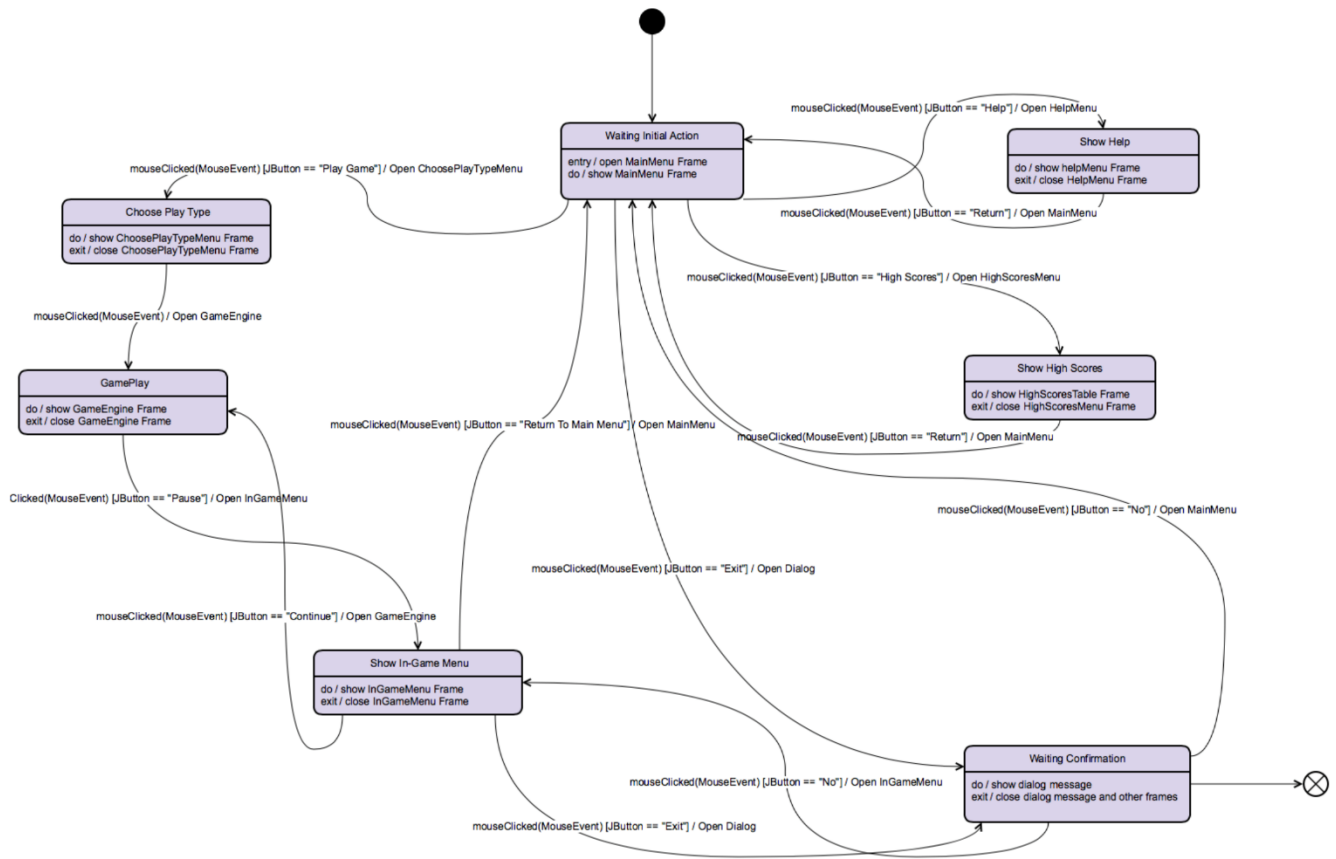 mouseClicked(MouseEvent) [JButton == "Help"] / Open HelpMenu
Waiting Initial Action
entry / open MainMenu Frame
do / show MainMenu Frame
Show Help
do / show helpMenu Frame
exit / close HelpMenu Frame
mouseClicked(MouseEvent) [JButton == "Play Game"] / Open ChoosePlayTypeMenu
Choose Play Type
do / show ChoosePlayTypeMenu Frame
exit / close ChoosePlayTypeMenu Frame
mouseClicked(MouseEvent) [JButton == "Return"] / Open MainMenu
mouseClicked(MouseEvent) [JButton == "High Scores"] / Open HighScoresMenu
mouseClicked(MouseEvent) / Open GameEngine
Show High Scores
do / show HighScoresTable Frame
exit / close HighScoresMenu Frame
GamePlay
do / show GameEngine Frame
exit / close GameEngine Frame
mouseClicked(MouseEvent) [JButton == "Return To Main Menu"] / Open MainMenu
mouseClicked(MouseEvent) [JButton == "Return"] / Open MainMenu
Clicked(MouseEvent) [JButton == "Pause"] / Open InGameMenu
mouseClicked(MouseEvent) [JButton == "No"] / Open MainMenu
mouseClicked(MouseEvent) [JButton == "Exit"] / Open Dialog
mouseClicked(MouseEvent) [JButton == "Continue"] / Open GameEngine
Show In-Game Menu
do / show InGameMenu Frame
exit / close InGameMenu Frame
Waiting Confirmation
do / show dialog message
exit / close dialog message and other frames
mouseClicked(MouseEvent) [JButton == "No"] / Open InGameMenu
mouseClicked(MouseEvent) [JButton == "Exit"] / Open Dialog